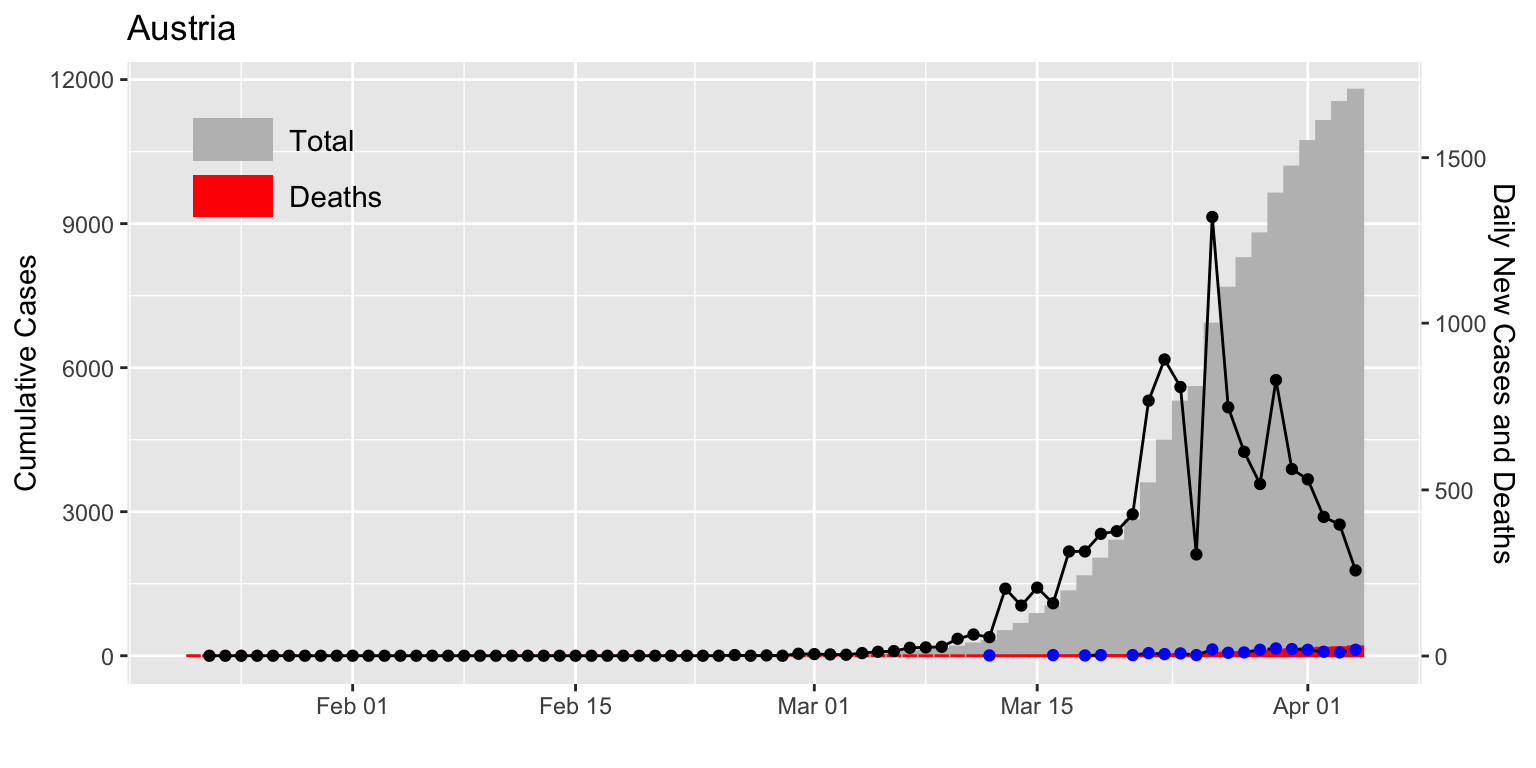 Austria
12000
9000
6000
3000
0
Cumulative Cases
Total
Deaths
1500
1000
500
0
Daily New Cases and Deaths
Feb 01
Feb 15
Mar 01
Mar 15
Apr 01